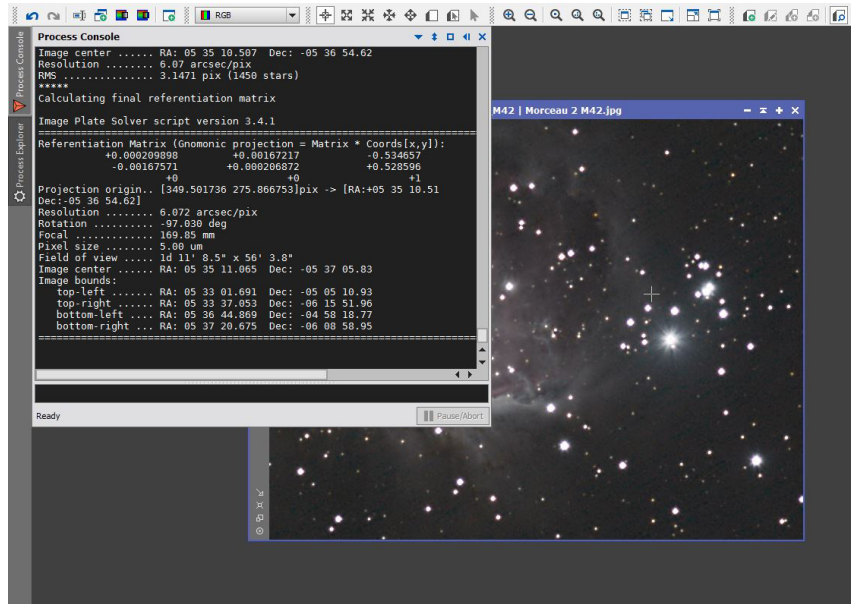 RGB
Process Console
Process Explorer
Process Console
Image center ...... RA: 05 35 10.507  Dec: -05 36 54.62
Resolution ........ 6.07 arcsec/pix
RMS ............... 3.1471 pix (1450 stars)
*****
Calculating final referentiation matrix
Image Plate Solver script version 3.4.1
===============================================================================
Referentiation Matrix (Gnomonic projection = Matrix * Coords[x,y]):
+0.000209898 +0.00167217 -0.534657
-0.00167571 +0.000206872 +0.528596
+0 +0 +1
Projection origin.. [349.501736 275.866753]pix -> [RA:+05 35 10.51
Dec:-05 36 54.62]
Resolution ........ 6.072 arcsec/pix
Rotation .......... -97.030 deg
Focal ............. 169.85 mm
Pixel size ........ 5.00 um
Field of view ..... 1d 11' 8.5" x 56' 3.8"
Image center ...... RA: 05 35 11.065  Dec: -05 37 05.83
Image bounds:
top-left ....... RA: 05 33 01.691  Dec: -05 05 10.93
top-right ...... RA: 05 33 37.053  Dec: -06 15 51.96
bottom-left .... RA: 05 36 44.869  Dec: -04 58 18.77
bottom-right ... RA: 05 37 20.675  Dec: -06 08 58.95
===============================================================================
Ready
Pause/Abort
M42 | Morceau 2 M42.jpg